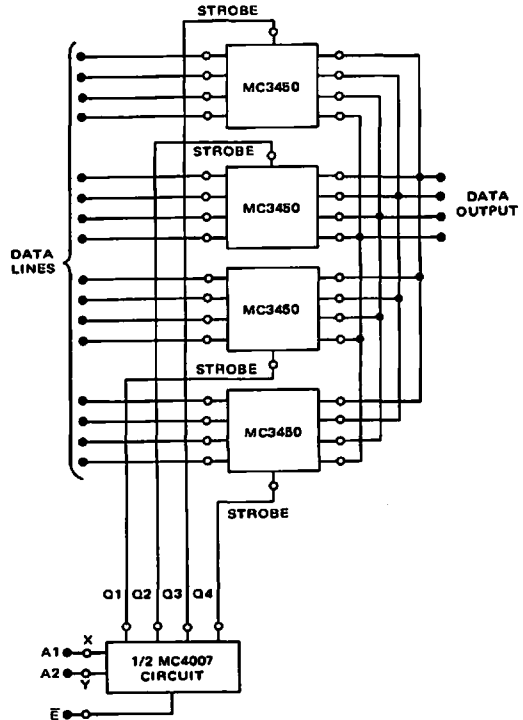 STROBE
MC3450
STROBE
MC3450
DATA
OUTPUT
DATA
LINES
MC3450
STROBE
MC3450
STROBE
Q1 Q2 Q3 Q4
A1 X
A2 Y
1/2 MC4007
CIRCUIT
E̅